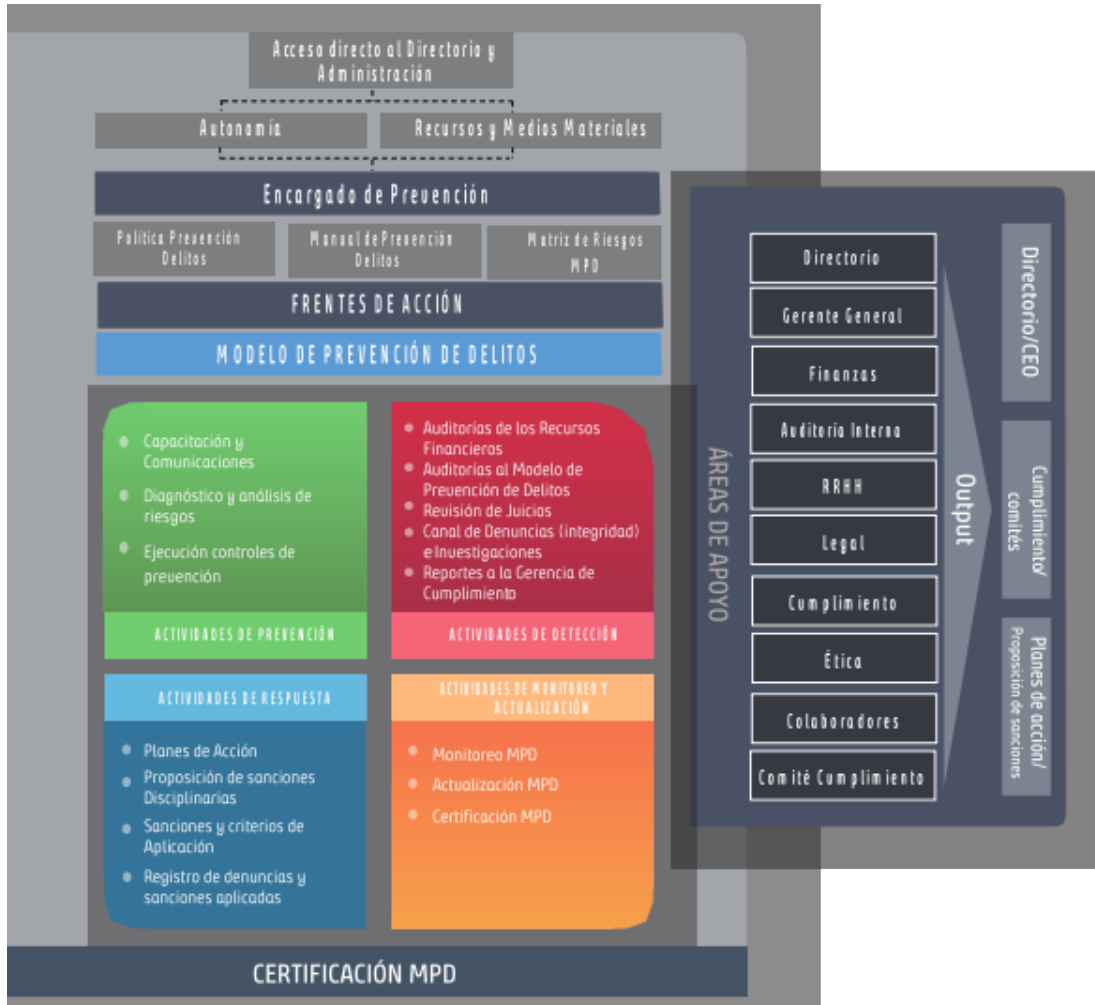 Acceso directo al Directorio y
Administración
Autonomía
Recursos y Medios Materiales
Encargado de Prevención
Política Prevención
Delitos
Manual de Prevención
Delitos
Matriz de Riesgos
MPD
FRENTES DE ACCIÓN
MODELO DE PREVENCIÓN DE DELITOS
Capacitación y
Comunicaciones
Diagnóstico y análisis de
riesgos
Ejecución controles de
prevención
ACTIVIDADES DE PREVENCIÓN
Auditorías de los Recursos
Financieros
Auditorías al Modelo de
Prevención de Delitos
Revisión de Juicios
Canal de Denuncias (integridad)
e Investigaciones
Reportes a la Gerencia de
Cumplimiento
ACTIVIDADES DE DETECCIÓN
ACTIVIDADES DE RESPUESTA
Planes de Acción
Proposición de sanciones
Disciplinarias
Sanciones y criterios de
Aplicación
Registro de denuncias y
sanciones aplicadas
ACTIVIDADES DE MONITOREO Y
ACTUALIZACIÓN
Monitoreo MPD
Actualización MPD
Certificación MPD
CERTIFICACIÓN MPD
ÁREAS DE APOYO
Directorio
Gerente General
Finanzas
Auditoría Interna
RRHH
Legal
Cumplimiento
Ética
Colaboradores
Comité Cumplimiento
Output
Directorio/CEO
Cumplimiento/
comités
Planes de acción/
Proposición de sanciones